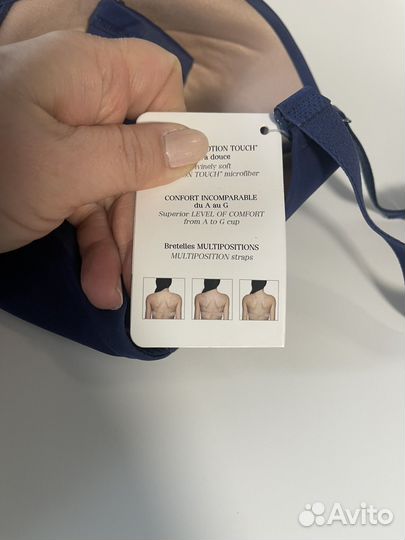 OTION TOUCH®
a douce
vinely soft
ON TOUCH® microfiber
CONFORT INCOMPARABLE
du A au G
Superior LEVEL OF COMFORT
from A to G cup
Bretelles MULTIPOSITIONS
MULTIPOSITION straps
Avito